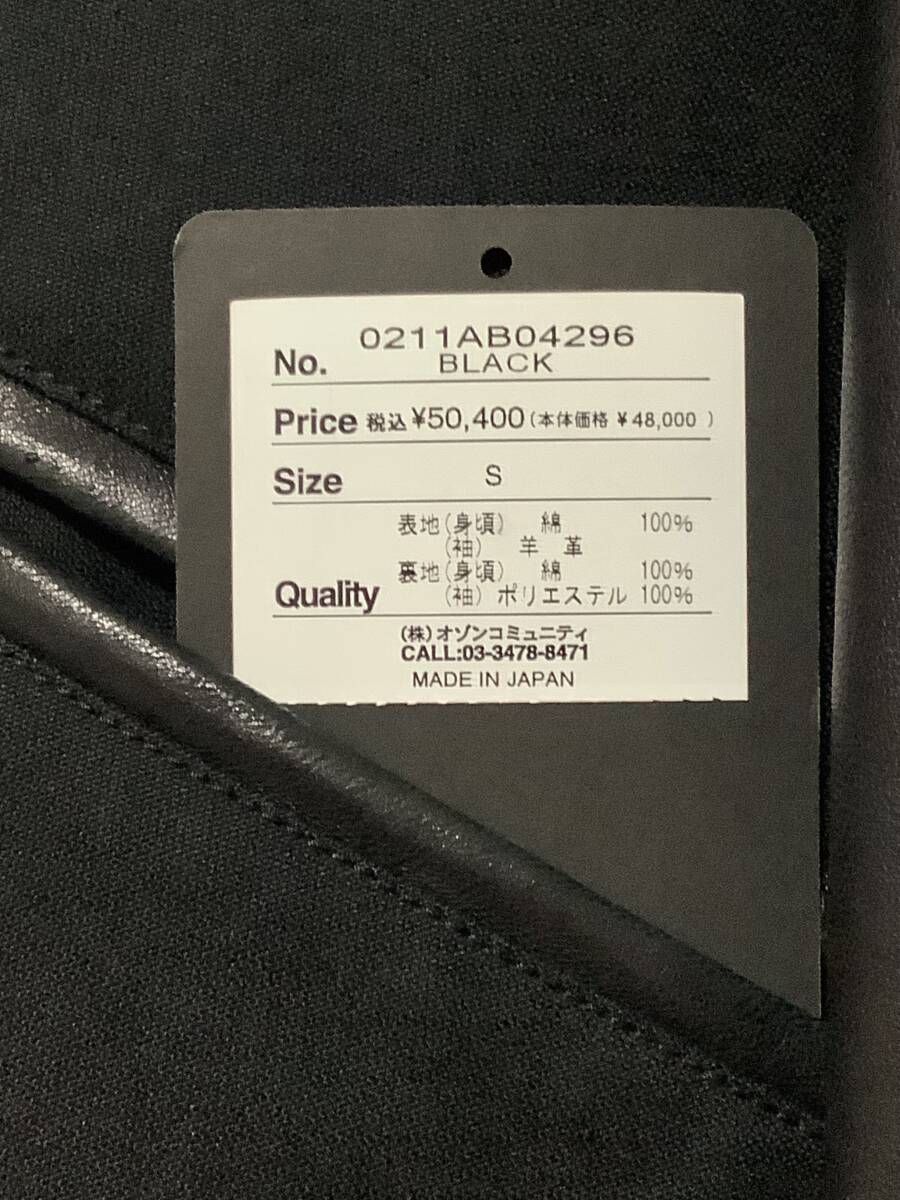 No. 0211AB04296
BLACK
Price 税込 ¥50,400 (本体価格 ¥48,000 )
Size S
表地(身頃) 綿 100%
(袖) 羊 革
裏地(身頃) 綿 100%
Quality (袖) ポリエステル 100%
(株)オゾンコミュニティ
CALL:03-3478-8471
MADE IN JAPAN